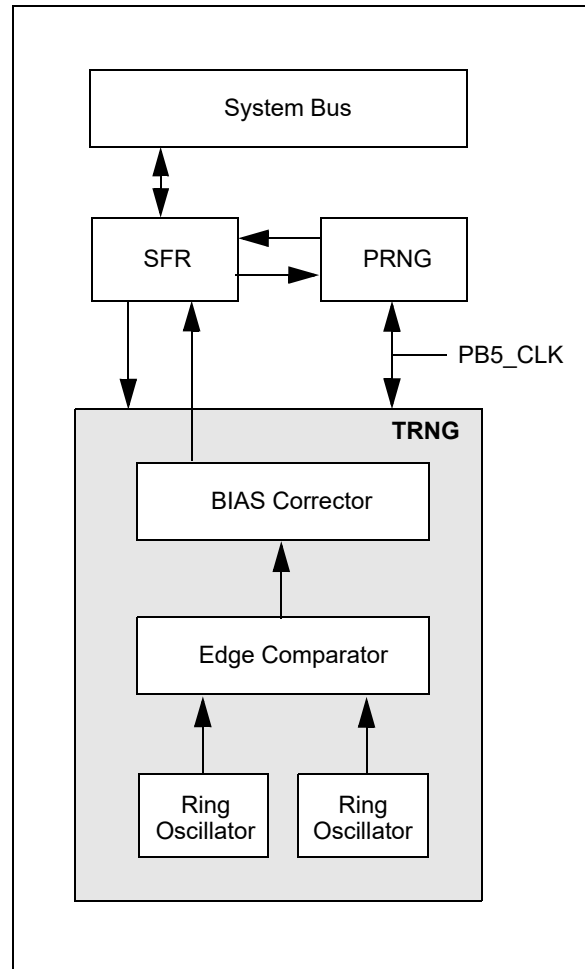 System Bus
SFR
PRNG
PB5_CLK
TRNG
BIAS Corrector
Edge Comparator
Ring
Oscillator
Ring
Oscillator